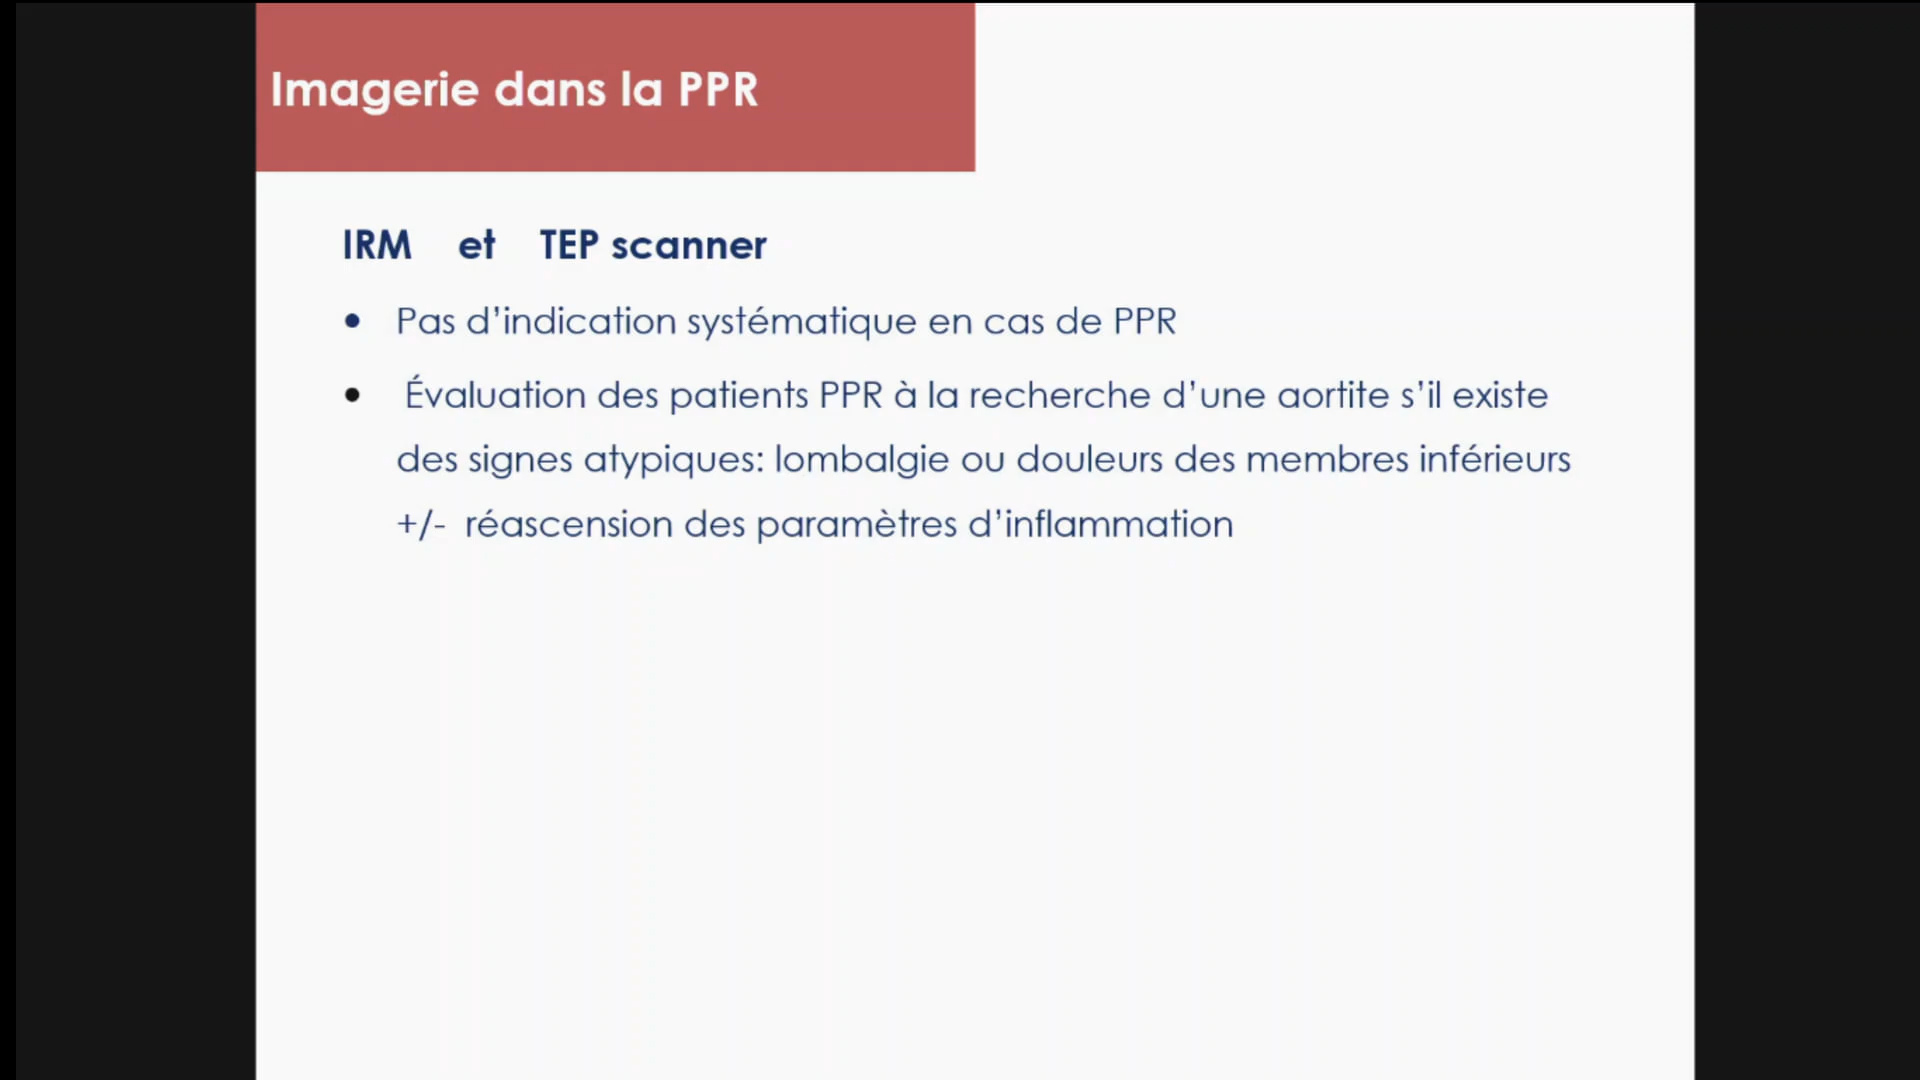 Imagerie dans la PPR
IRM et TEP scanner
• Pas d’indication systématique en cas de PPR
• Évaluation des patients PPR à la recherche d’une aortite s’il existe
des signes atypiques: lombalgie ou douleurs des membres inférieurs
+/- réascension des paramètres d’inflammation